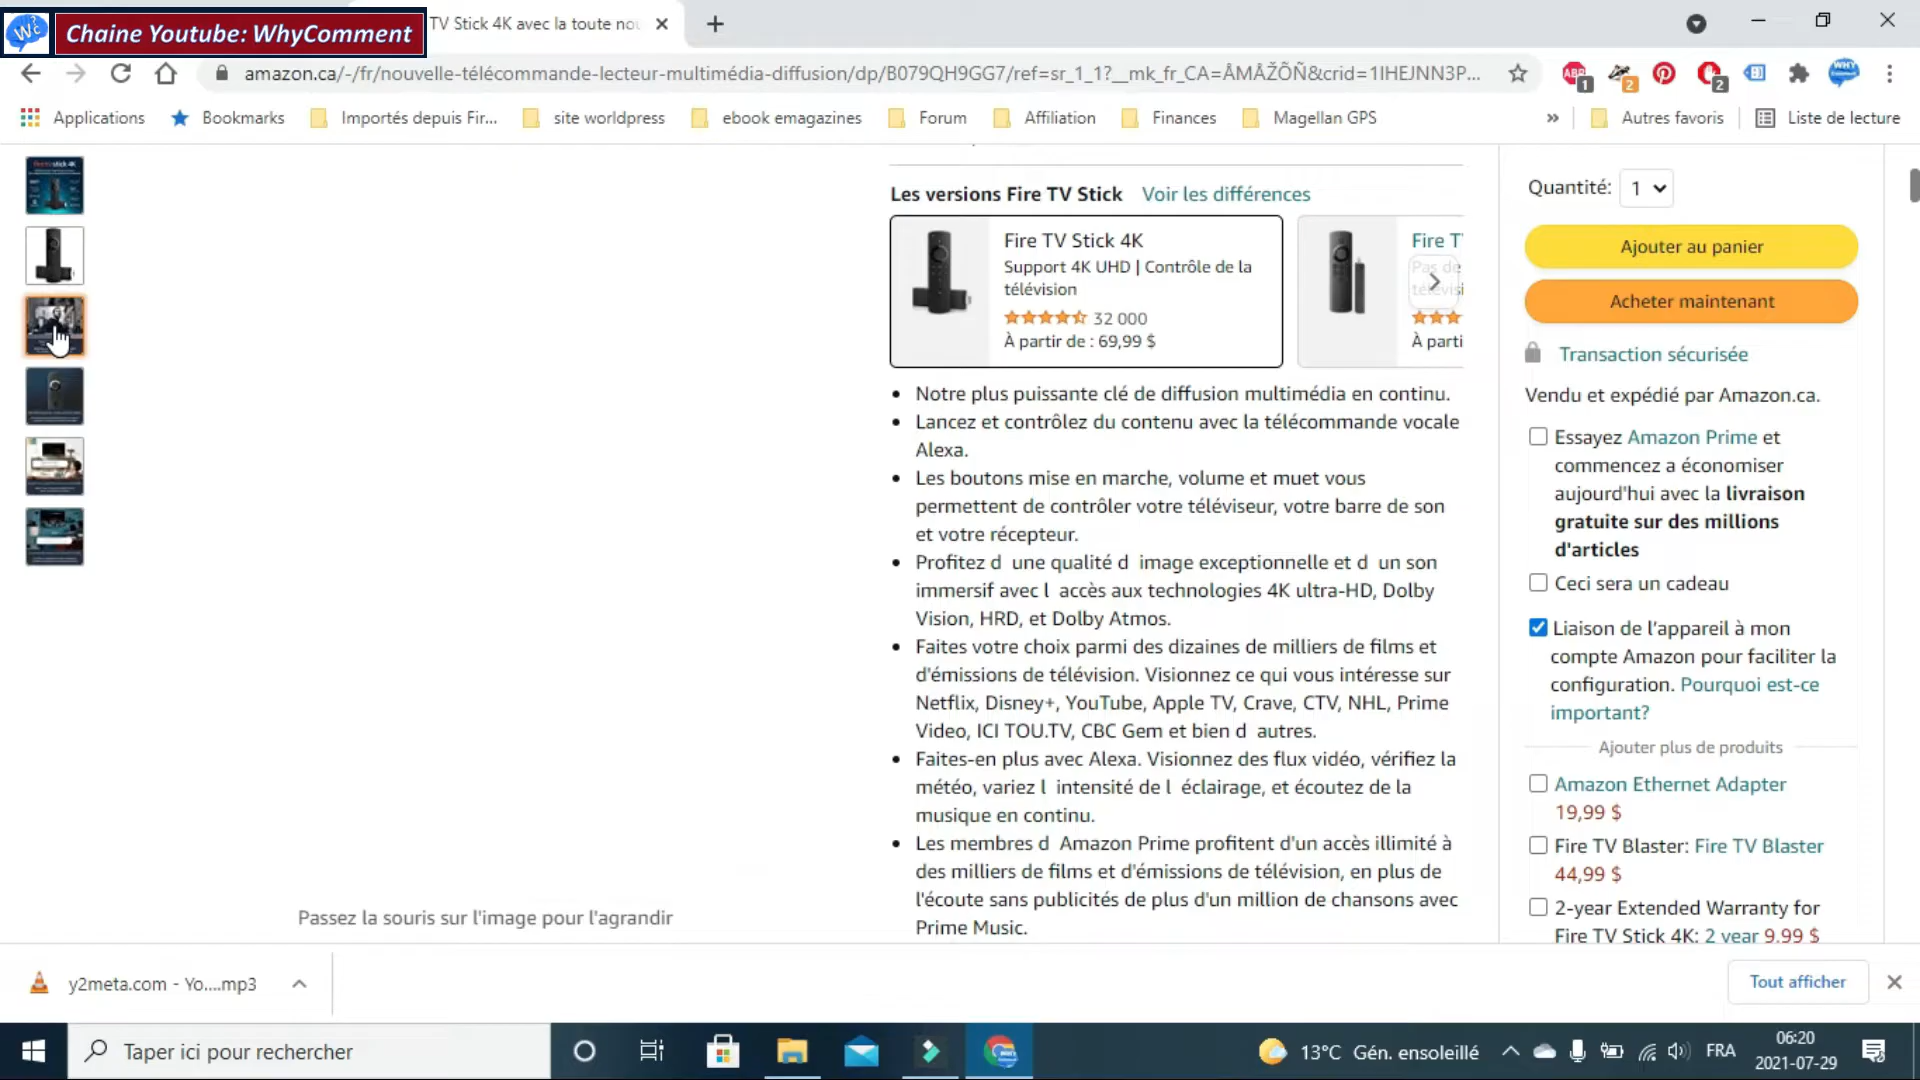 Chaine Youtube: WhyComment
TV Stick 4K avec la toute nou
amazon.ca/-/fr/nouvelle-télécommande-lecteur-multimédia-diffusion/dp/B079QH9GG7/ref=sr_1_1?__mk_fr_CA=ÅMÅŽÕÑ&crid=1IHEJNN3P...
ABP 1 2 2 WHY
Applications Bookmarks Importés depuis Fir... site worldpress ebook emagazines Forum Affiliation Finances Magellan GPS » Autres favoris Liste de lecture
Les versions Fire TV Stick Voir les différences
Fire TV Stick 4K
Support 4K UHD | Contrôle de la
télévision
32 000
À partir de : 69,99 $
Fire T
Pas de
télévisi
À parti
• Notre plus puissante clé de diffusion multimédia en continu.
• Lancez et contrôlez du contenu avec la télécommande vocale
Alexa.
• Les boutons mise en marche, volume et muet vous
permettent de contrôler votre téléviseur, votre barre de son
et votre récepteur.
• Profitez d une qualité d image exceptionnelle et d un son
immersif avec l accès aux technologies 4K ultra-HD, Dolby
Vision, HRD, et Dolby Atmos.
• Faites votre choix parmi des dizaines de milliers de films et
d'émissions de télévision. Visionnez ce qui vous intéresse sur
Netflix, Disney+, YouTube, Apple TV, Crave, CTV, NHL, Prime
Video, ICI TOU.TV, CBC Gem et bien d autres.
• Faites-en plus avec Alexa. Visionnez des flux vidéo, vérifiez la
météo, variez l intensité de l éclairage, et écoutez de la
musique en continu.
• Les membres d Amazon Prime profitent d'un accès illimité à
des milliers de films et d'émissions de télévision, en plus de
l'écoute sans publicités de plus d'un million de chansons avec
Prime Music.
Passez la souris sur l'image pour l'agrandir
Quantité: 1
Ajouter au panier
Acheter maintenant
Transaction sécurisée
Vendu et expédié par Amazon.ca.
Essayez Amazon Prime et
commencez a économiser
aujourd'hui avec la livraison
gratuite sur des millions
d'articles
Ceci sera un cadeau
Liaison de l'appareil à mon
compte Amazon pour faciliter la
configuration. Pourquoi est-ce
important?
Ajouter plus de produits
Amazon Ethernet Adapter
19,99 $
Fire TV Blaster: Fire TV Blaster
44,99 $
2-year Extended Warranty for
Fire TV Stick 4K: 2 year 9.99 $
y2meta.com - Yo....mp3
Tout afficher
Taper ici pour rechercher
13°C Gén. ensoleillé
FRA
06:20
2021-07-29